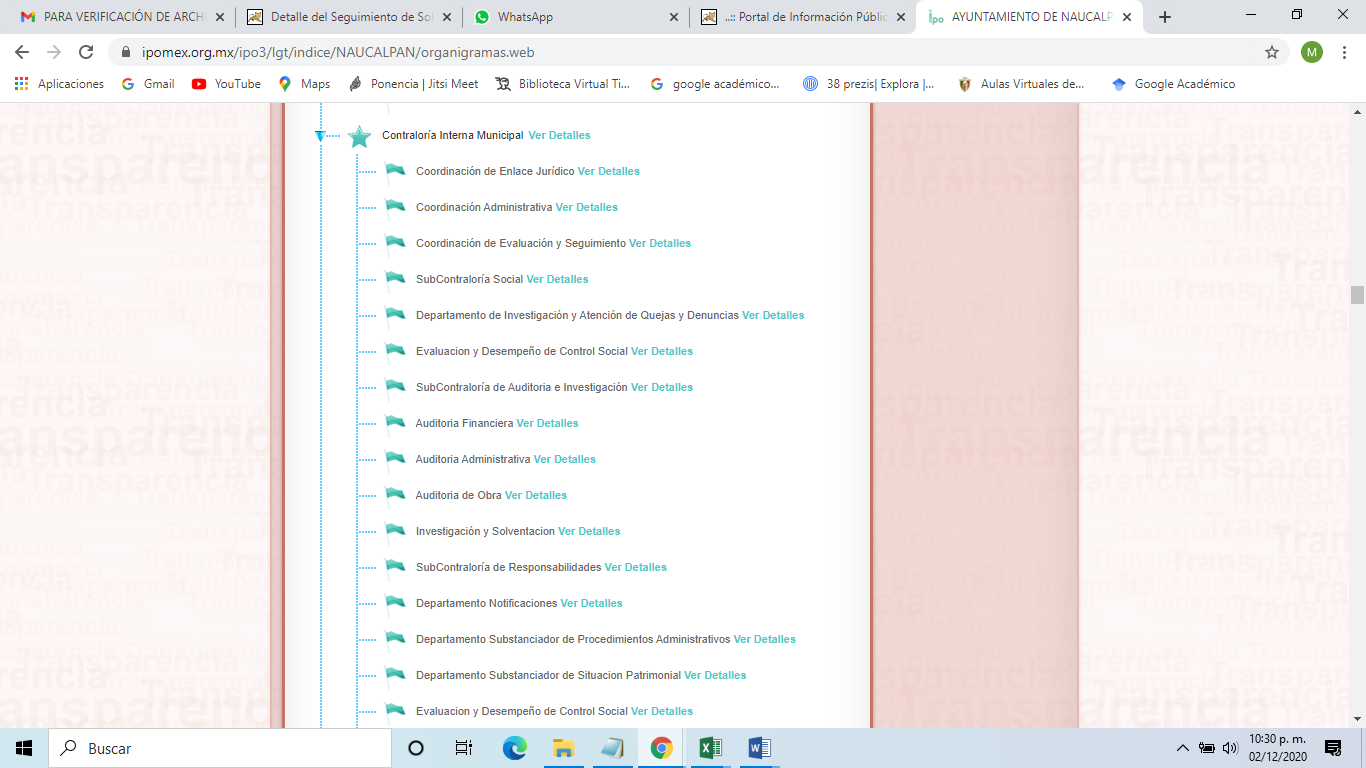 PARA VERIFICACIÓN DE ARCHI
Detalle del Seguimiento de Sol
WhatsApp
..:: Portal de Información Públic
AYUNTAMIENTO DE NAUCALP
ipomex.org.mx/ipo3/lgt/indice/NAUCALPAN/organigramas.web
M
Aplicaciones
Gmail
YouTube
Maps
Ponencia | Jitsi Meet
Biblioteca Virtual Ti...
google académico...
38 prezis| Explora |...
Aulas Virtuales de...
Google Académico
Contraloría Interna Municipal Ver Detalles
Coordinación de Enlace Jurídico Ver Detalles
Coordinación Administrativa Ver Detalles
Coordinación de Evaluación y Seguimiento Ver Detalles
SubContraloría Social Ver Detalles
Departamento de Investigación y Atención de Quejas y Denuncias Ver Detalles
Evaluacion y Desempeño de Control Social Ver Detalles
SubContraloría de Auditoria e Investigación Ver Detalles
Auditoria Financiera Ver Detalles
Auditoria Administrativa Ver Detalles
Auditoria de Obra Ver Detalles
Investigación y Solventacion Ver Detalles
SubContraloría de Responsabilidades Ver Detalles
Departamento Notificaciones Ver Detalles
Departamento Substanciador de Procedimientos Administrativos Ver Detalles
Departamento Substanciador de Situacion Patrimonial Ver Detalles
Evaluacion y Desempeño de Control Social Ver Detalles
Buscar
10:30 p. m.
02/12/2020